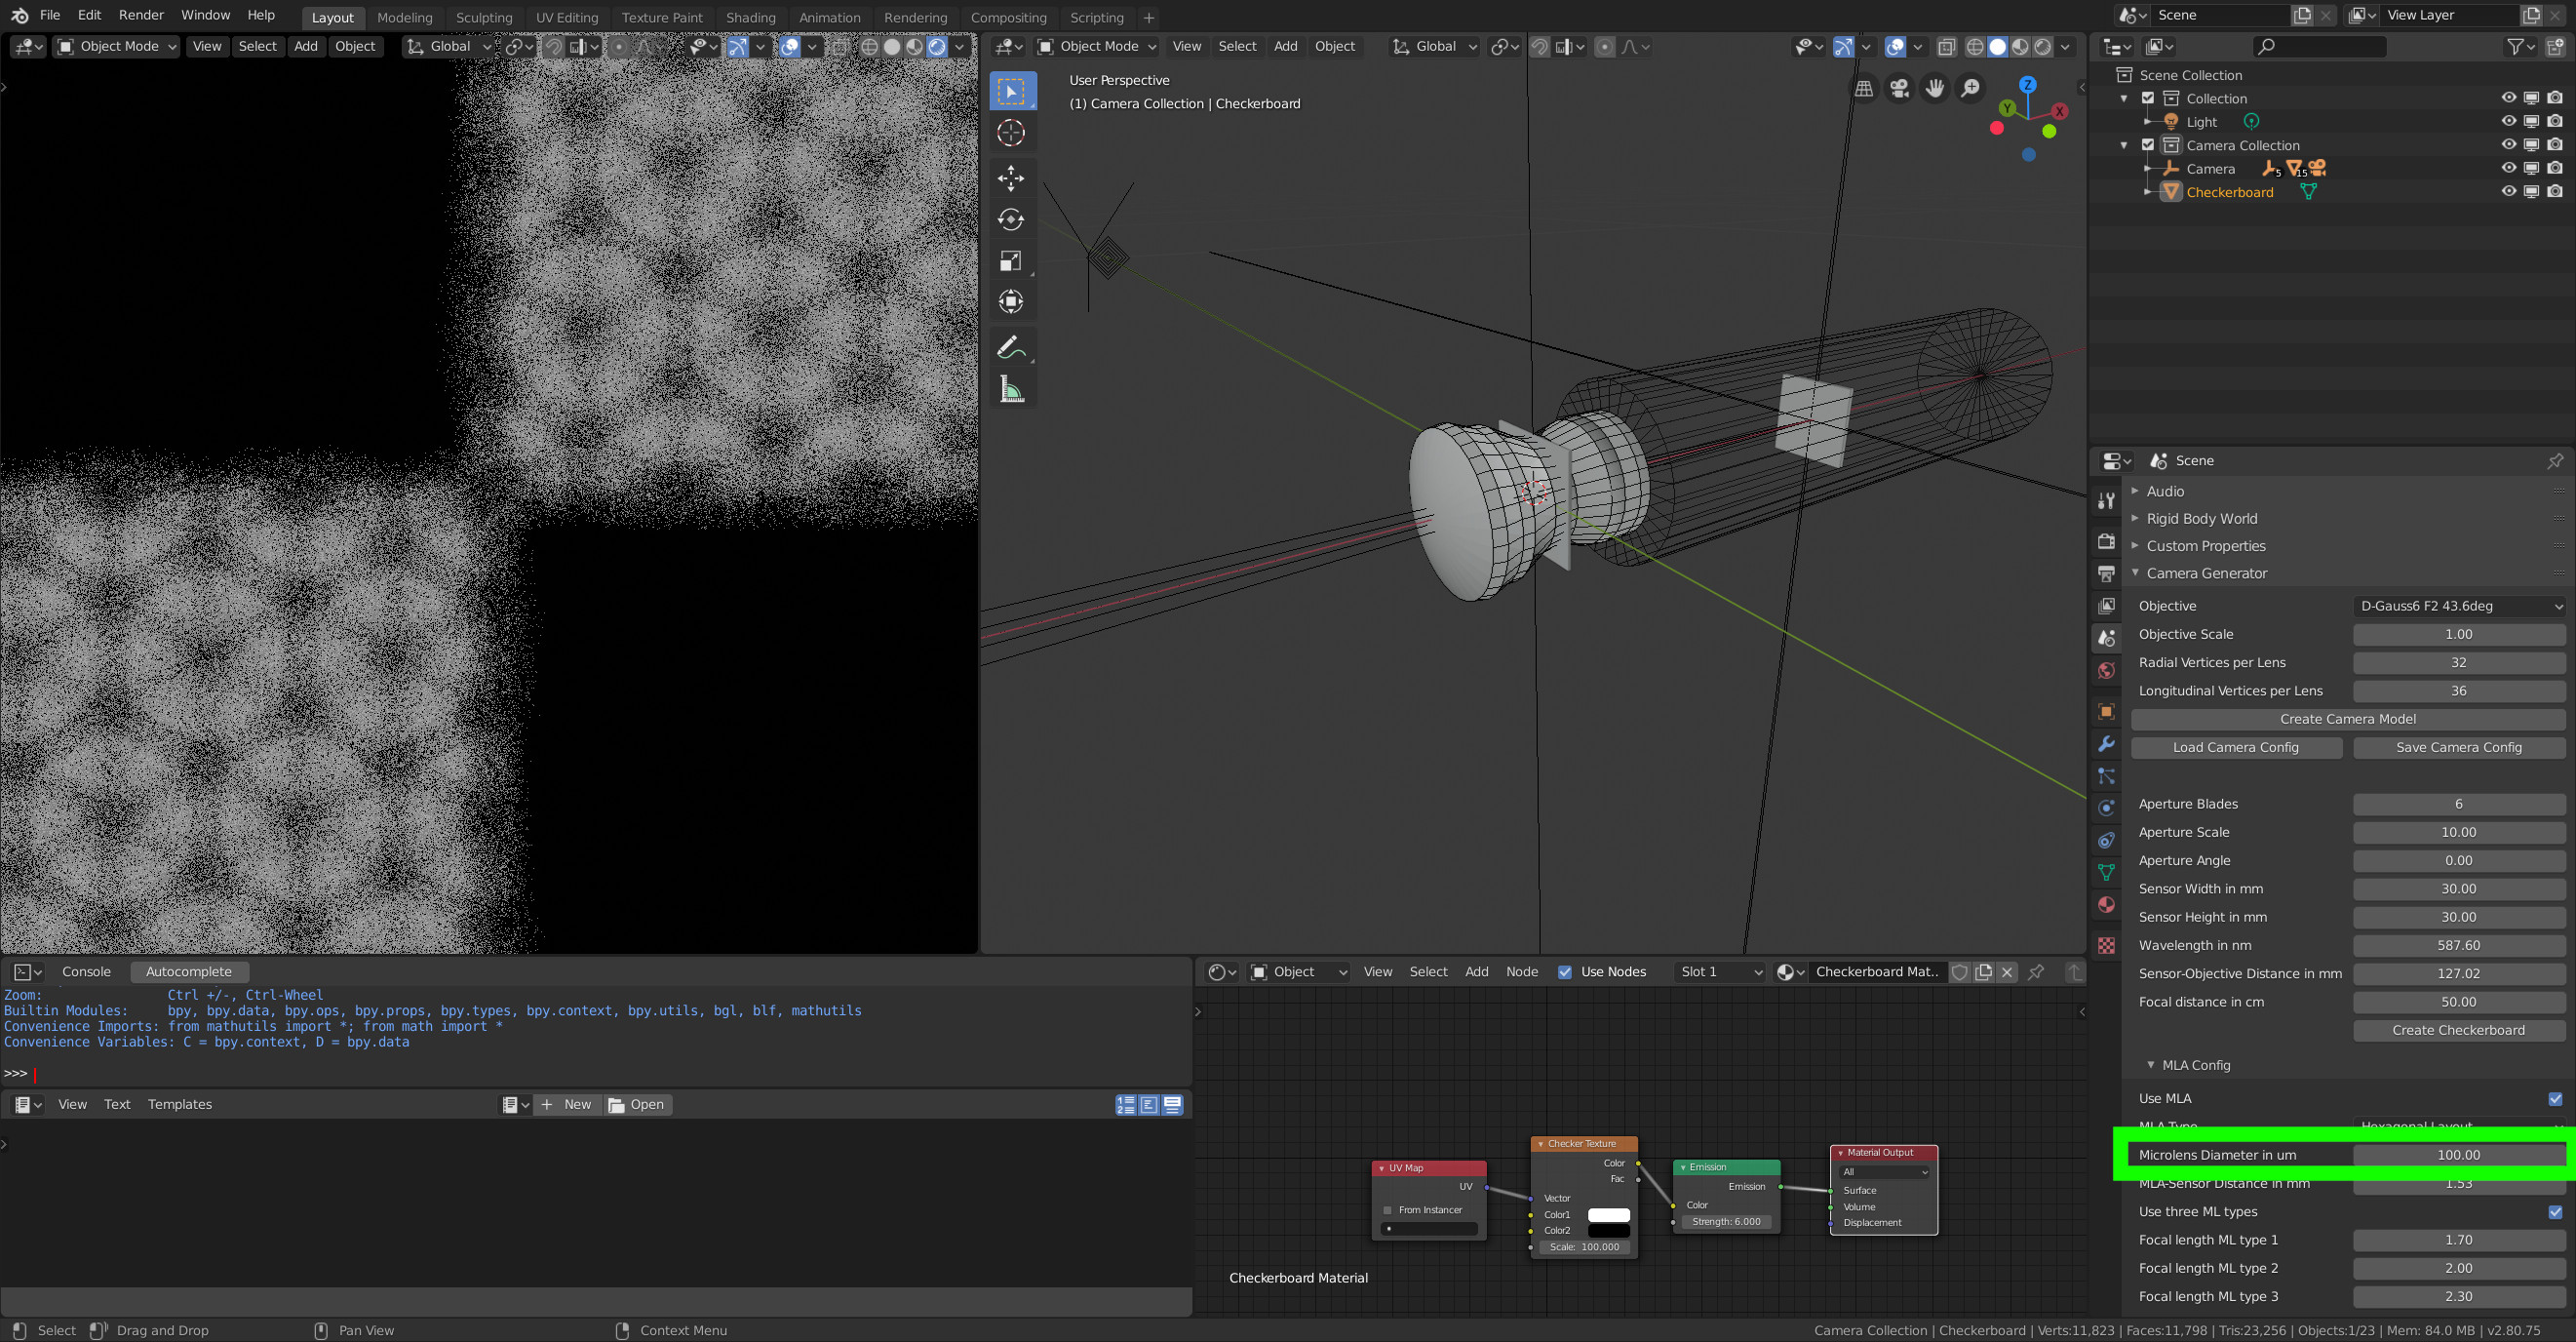 File Edit Render Window Help Layout Modeling Sculpting UV Editing Texture Paint Shading Animation Rendering Compositing Scripting + Scene View Layer
Object Mode View Select Add Object Global
Object Mode View Select Add Object Global
User Perspective
(1) Camera Collection | Checkerboard
Z
Y
X
Scene Collection
Collection
Light
Camera Collection
Camera 5 15
Checkerboard
Scene
Audio
Rigid Body World
Custom Properties
Camera Generator
Objective D-Gauss6 F2 43.6deg
Objective Scale 1.00
Radial Vertices per Lens 32
Longitudinal Vertices per Lens 36
Create Camera Model
Load Camera Config Save Camera Config
Aperture Blades 6
Aperture Scale 10.00
Aperture Angle 0.00
Sensor Width in mm 30.00
Sensor Height in mm 30.00
Wavelength in nm 587.60
Sensor-Objective Distance in mm 127.02
Focal distance in cm 50.00
Create Checkerboard
MLA Config
Use MLA
MLA Type Hexagonal Layout
Microlens Diameter in um 100.00
MLA-Sensor Distance in mm 1.53
Use three ML types
Focal length ML type 1 1.70
Focal length ML type 2 2.00
Focal length ML type 3 2.30
Console Autocomplete
Zoom: Ctrl +/-, Ctrl-Wheel
Builtin Modules: bpy, bpy.data, bpy.ops, bpy.props, bpy.types, bpy.context, bpy.utils, bgl, blf, mathutils
Convenience Imports: from mathutils import *; from math import *
Convenience Variables: C = bpy.context, D = bpy.data
>>>
View Text Templates + New Open
Object View Select Add Node Use Nodes Slot 1 Checkerboard Mat..
UV Map
UV
From Instancer
Checker Texture
Color
Fac
Vector
Color1
Color2
Scale: 100.000
Emission
Emission
Color
Strength: 6.000
Material Output
All
Surface
Volume
Displacement
Checkerboard Material
Select Drag and Drop Pan View Context Menu Camera Collection | Checkerboard | Verts:11,823 | Faces:11,798 | Tris:23,256 | Objects:1/23 | Mem: 84.0 MB | v2.80.75